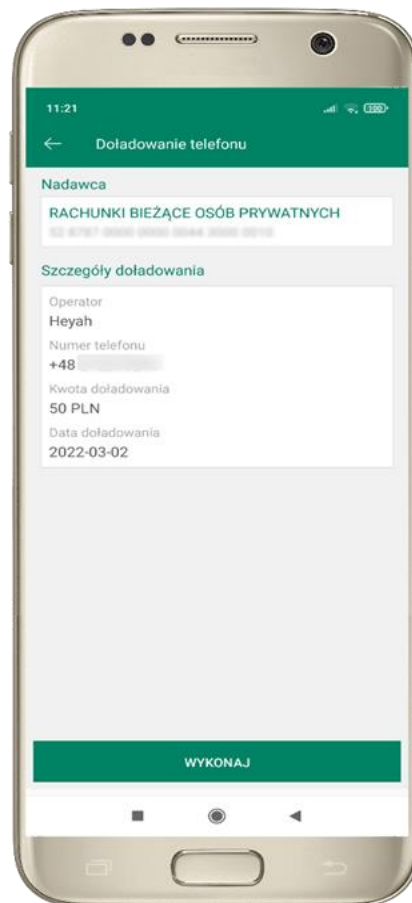 11:21
100
Doładowanie telefonu
Nadawca
RACHUNKI BIEŻĄCE OSÓB PRYWATNYCH
Szczegóły doładowania
Operator
Heyah
Numer telefonu
+48
Kwota doładowania
50 PLN
Data doładowania
2022-03-02
WYKONAJ